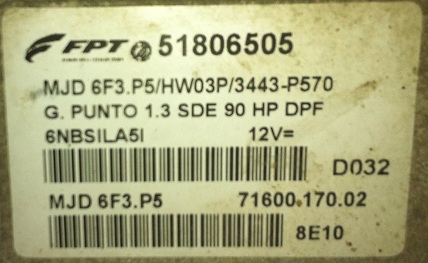 FPT 51806505
MJD 6F3.P5/HW03P/3443-P570
G. PUNTO 1.3 SDE 90 HP DPF
6NBSILA5I 12V=
D032
MJD 6F3.P5 71600.170.02
8E10